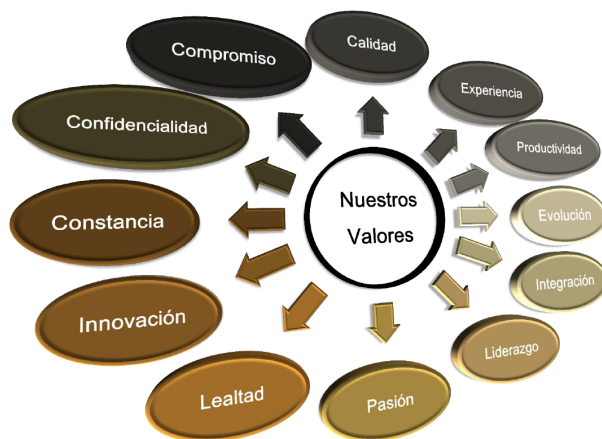 Nuestros
Valores
Calidad
Experiencia
Productividad
Evolución
Integración
Liderazgo
Pasión
Lealtad
Innovación
Constancia
Confidencialidad
Compromiso